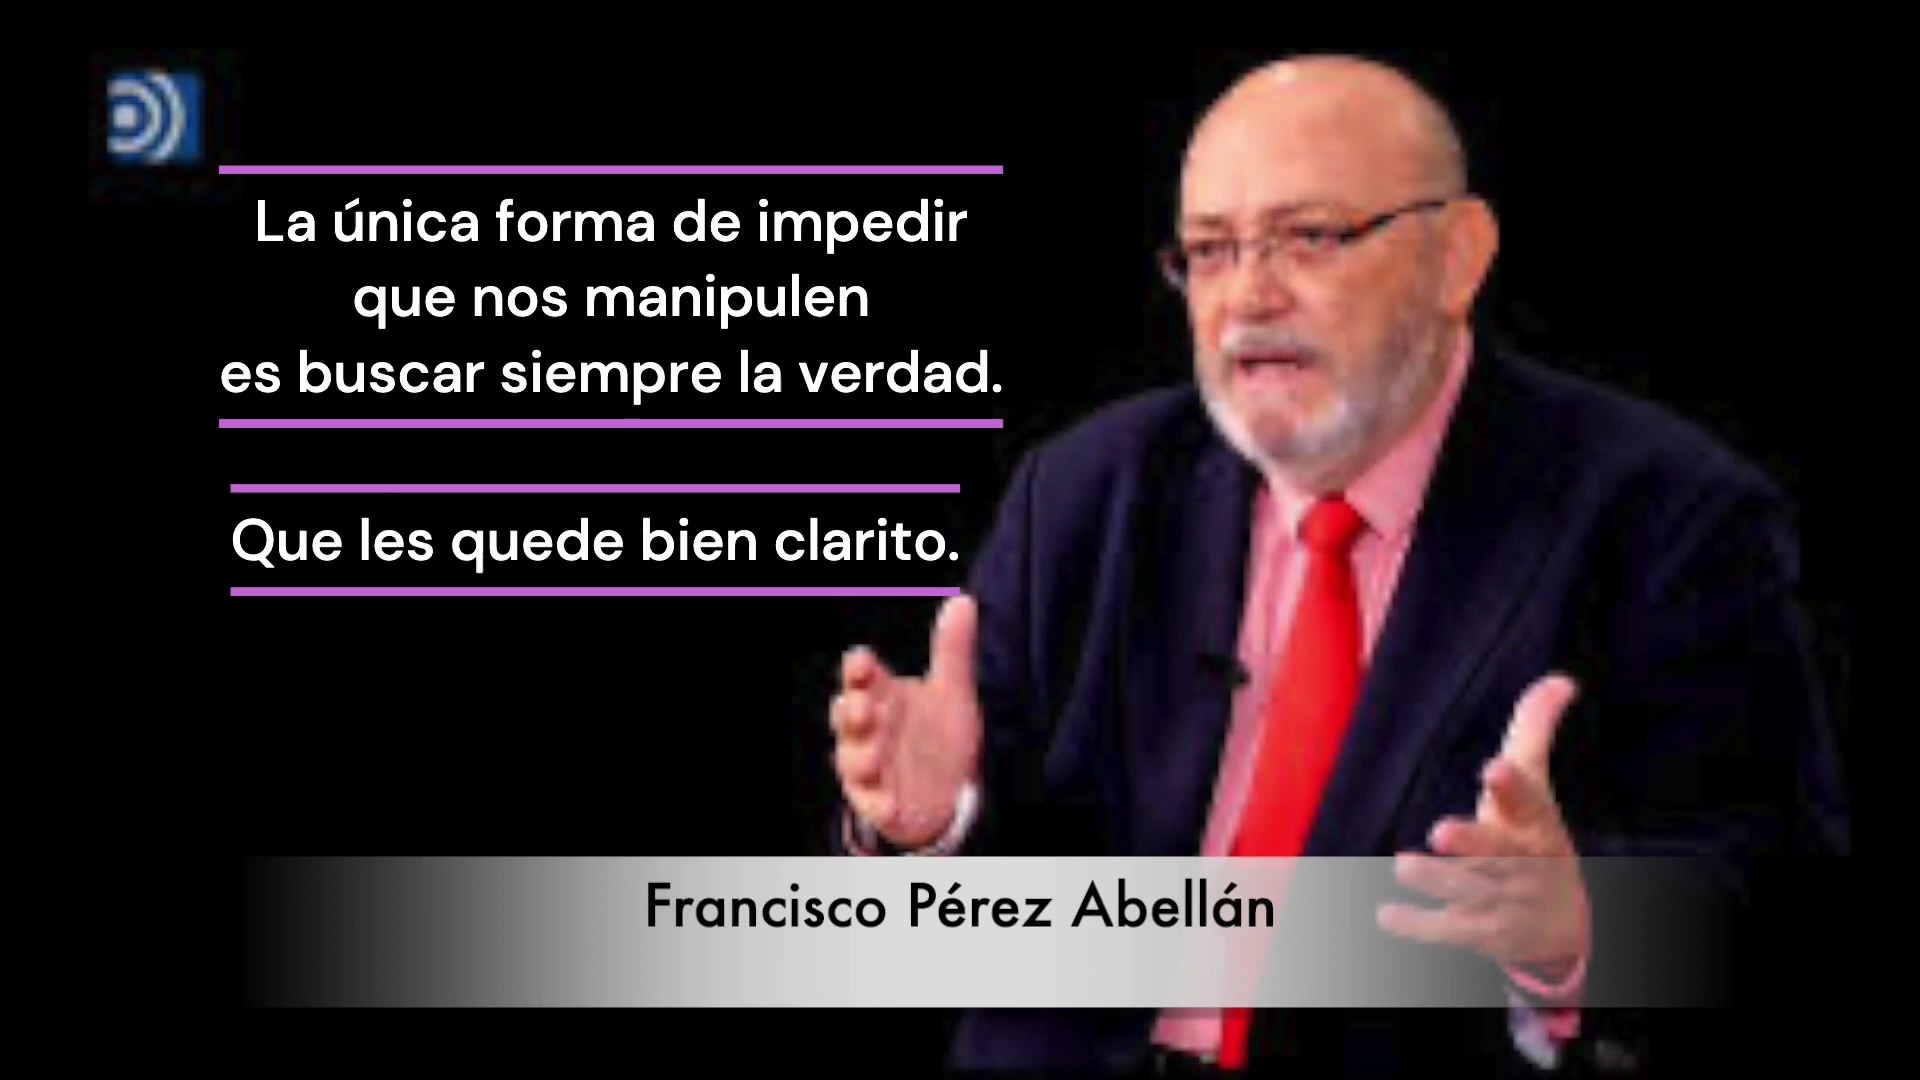 La única forma de impedir
que nos manipulen
es buscar siempre la verdad.
Que les quede bien clarito.
Francisco Pérez Abellán